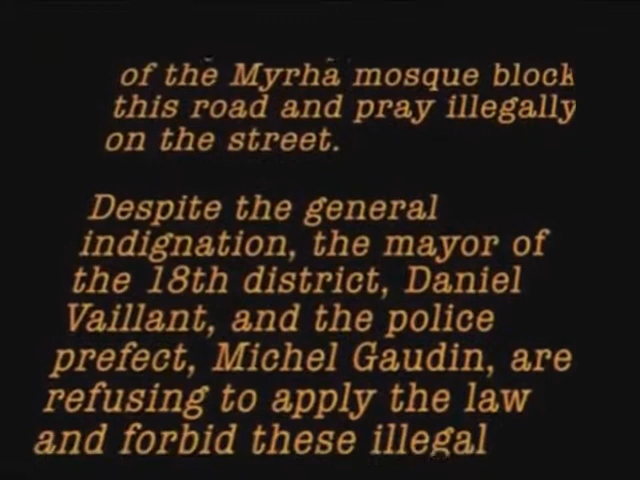 of the Myrha mosque block
this road and pray illegally
on the street.
Despite the general
indignation, the mayor of
the 18th district, Daniel
Vaillant, and the police
prefect, Michel Gaudin, are
refusing to apply the law
and forbid these illegal